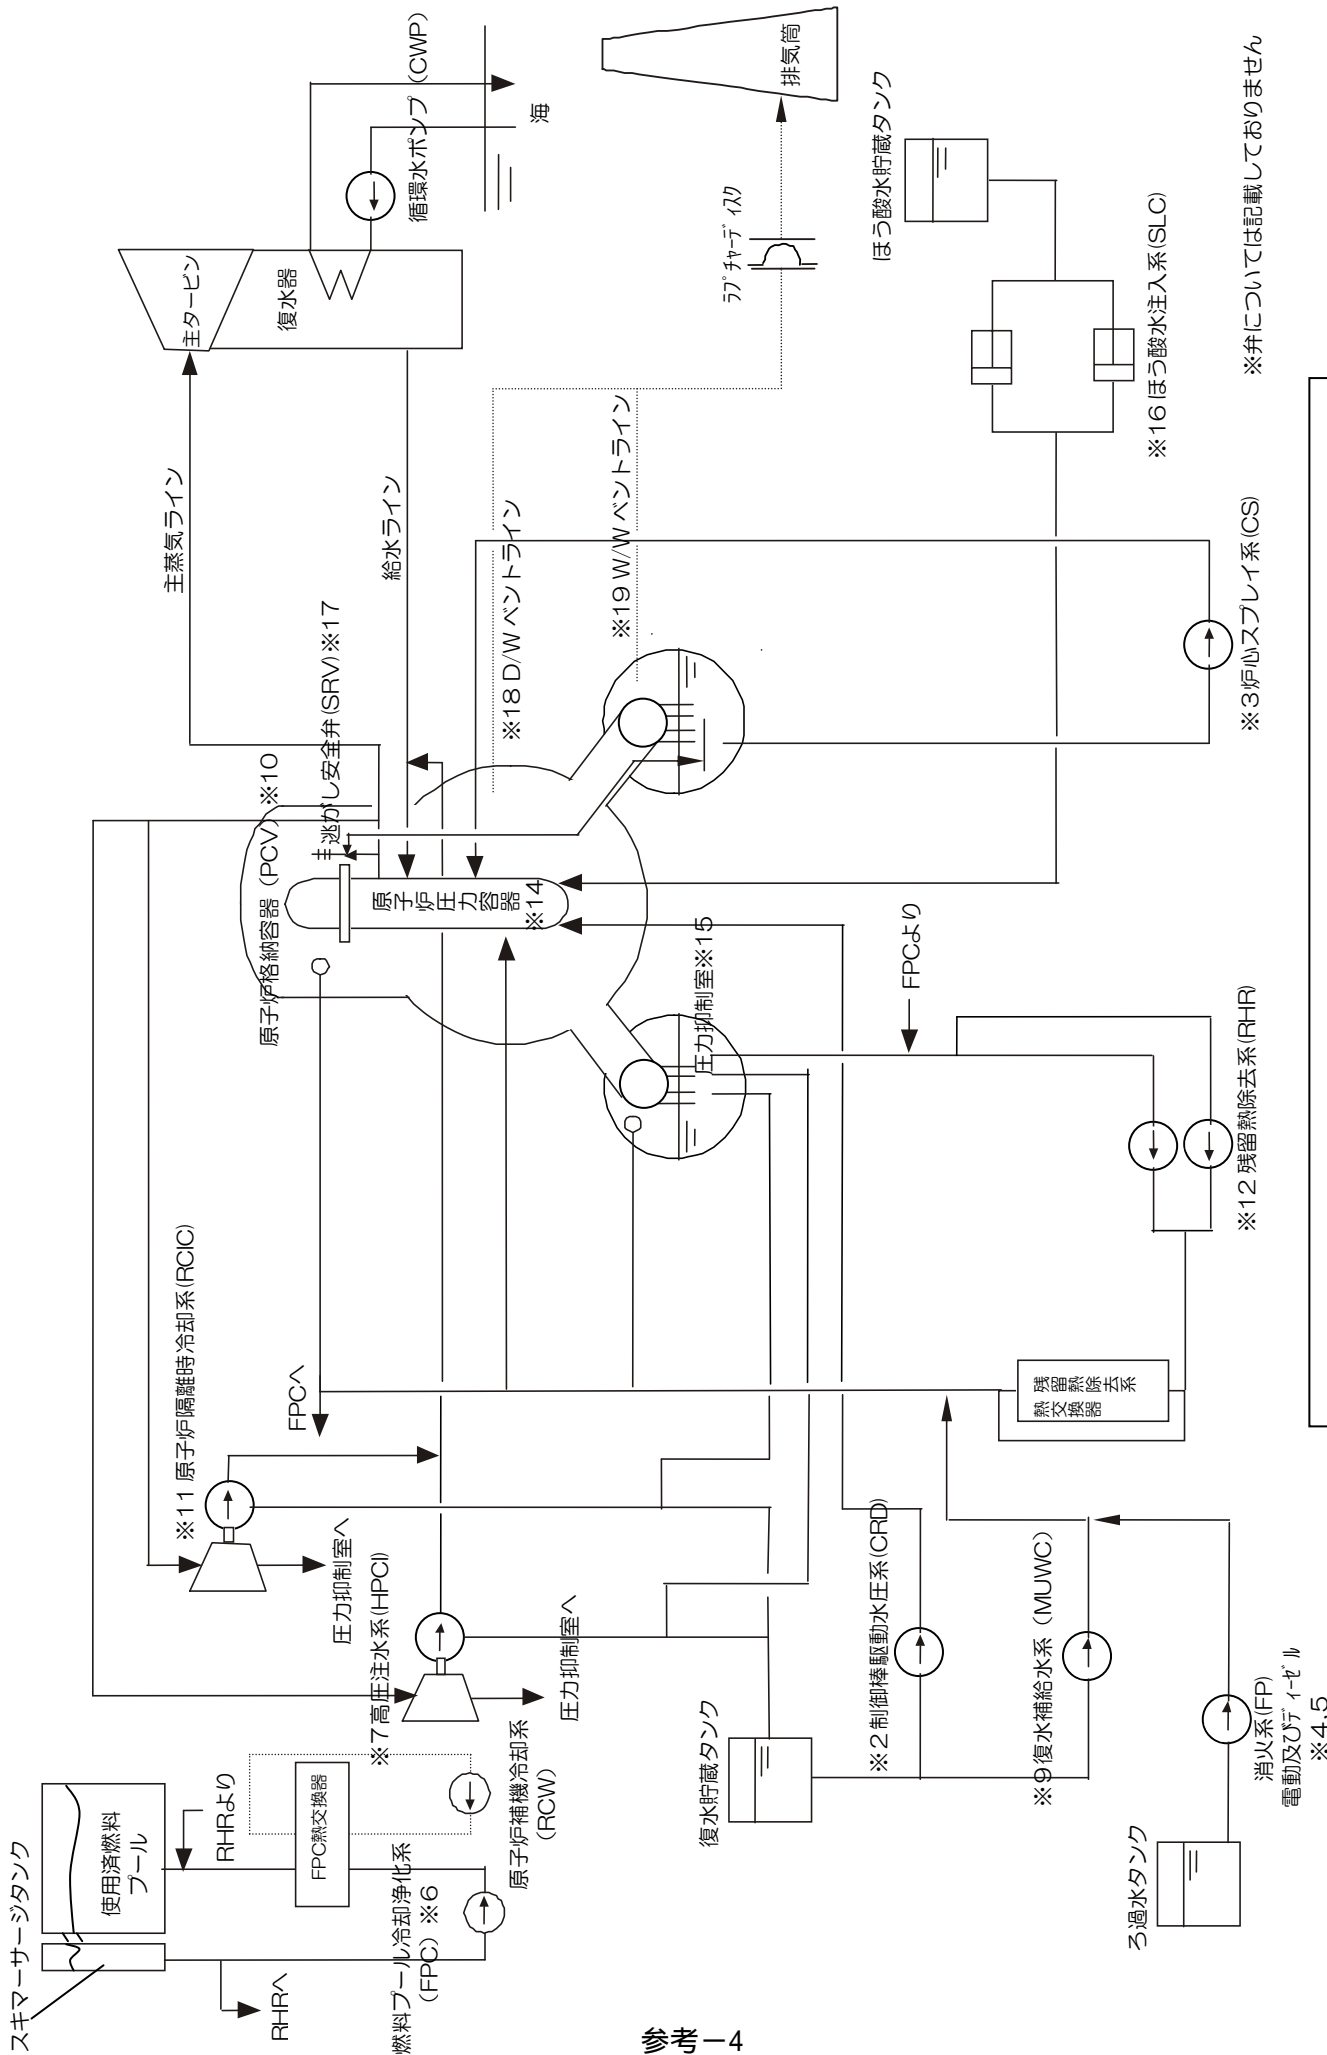 スキマーサージタンク
使用済燃料
プール
RHRより
RHRへ
FPC熱交換器
燃料プール冷却浄化系
(FPC) ※6
原子炉補機冷却系
(RCW)
※11 原子炉隔離時冷却系(RCIC)
圧力抑制室へ
※7高圧注水系(HPCI)
圧力抑制室へ
FPCへ
主蒸気ライン
主タービン
復水器
循環水ポンプ (CWP)
海
給水ライン
原子炉格納容器 (PCV) ※10
逃がし安全弁(SRV)※17
原子炉圧力容器
※14
※18 D/W ベントライン
※19 W/W ベントライン
ラプチャーディスク
排気筒
圧力抑制室※15
FPCより
ほう酸水貯蔵タンク
※16 ほう酸水注入系(SLC)
※3炉心スプレイ系(CS)
※12 残留熱除去系(RHR)
残留熱除去系
熱交換器
復水貯蔵タンク
※2 制御棒駆動水圧系(CRD)
※9復水補給水系 (MUWC)
ろ過水タンク
消火系(FP)
電動及びディーゼル
※4,5
※弁については記載しておりません
参考－4